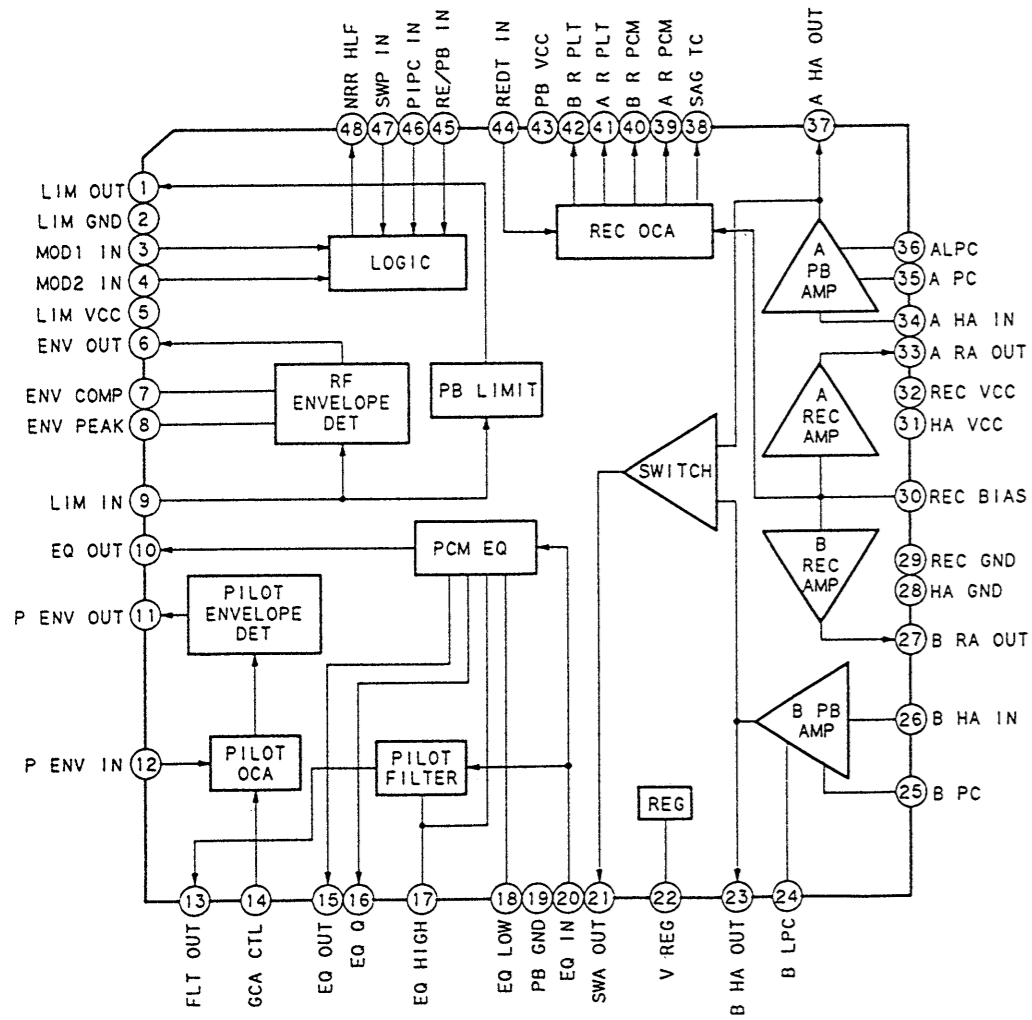 NRR HLF
SWP IN
PIPC IN
RE/PB IN
REDT IN
PB VCC
B R PLT
A R PLT
B R PCM
A R PCM
SAG TC
A HA OUT
48
47
46
45
44
43
42
41
40
39
38
37
LIM OUT 1
LIM GND 2
MOD1 IN 3
MOD2 IN 4
LIM VCC 5
ENV OUT 6
ENV COMP 7
ENV PEAK 8
LIM IN 9
EQ OUT 10
P ENV OUT 11
P ENV IN 12
LOGIC
REC OCA
A
PB
AMP
RF
ENVELOPE
DET
PB LIMIT
A
REC
AMP
SWITCH
PCM EQ
B
REC
AMP
PILOT
ENVELOPE
DET
PILOT
OCA
PILOT
FILTER
REG
B PB
AMP
36 ALPC
35 A PC
34 A HA IN
33 A RA OUT
32 REC VCC
31 HA VCC
30 REC BIAS
29 REC GND
28 HA GND
27 B RA OUT
26 B HA IN
25 B PC
13
14
15
16
17
18
19
20
21
22
23
24
FLT OUT
GCA CTL
EQ OUT
EQ Q
EQ HIGH
EQ LOW
PB GND
EQ IN
SWA OUT
V REG
B HA OUT
B LPC